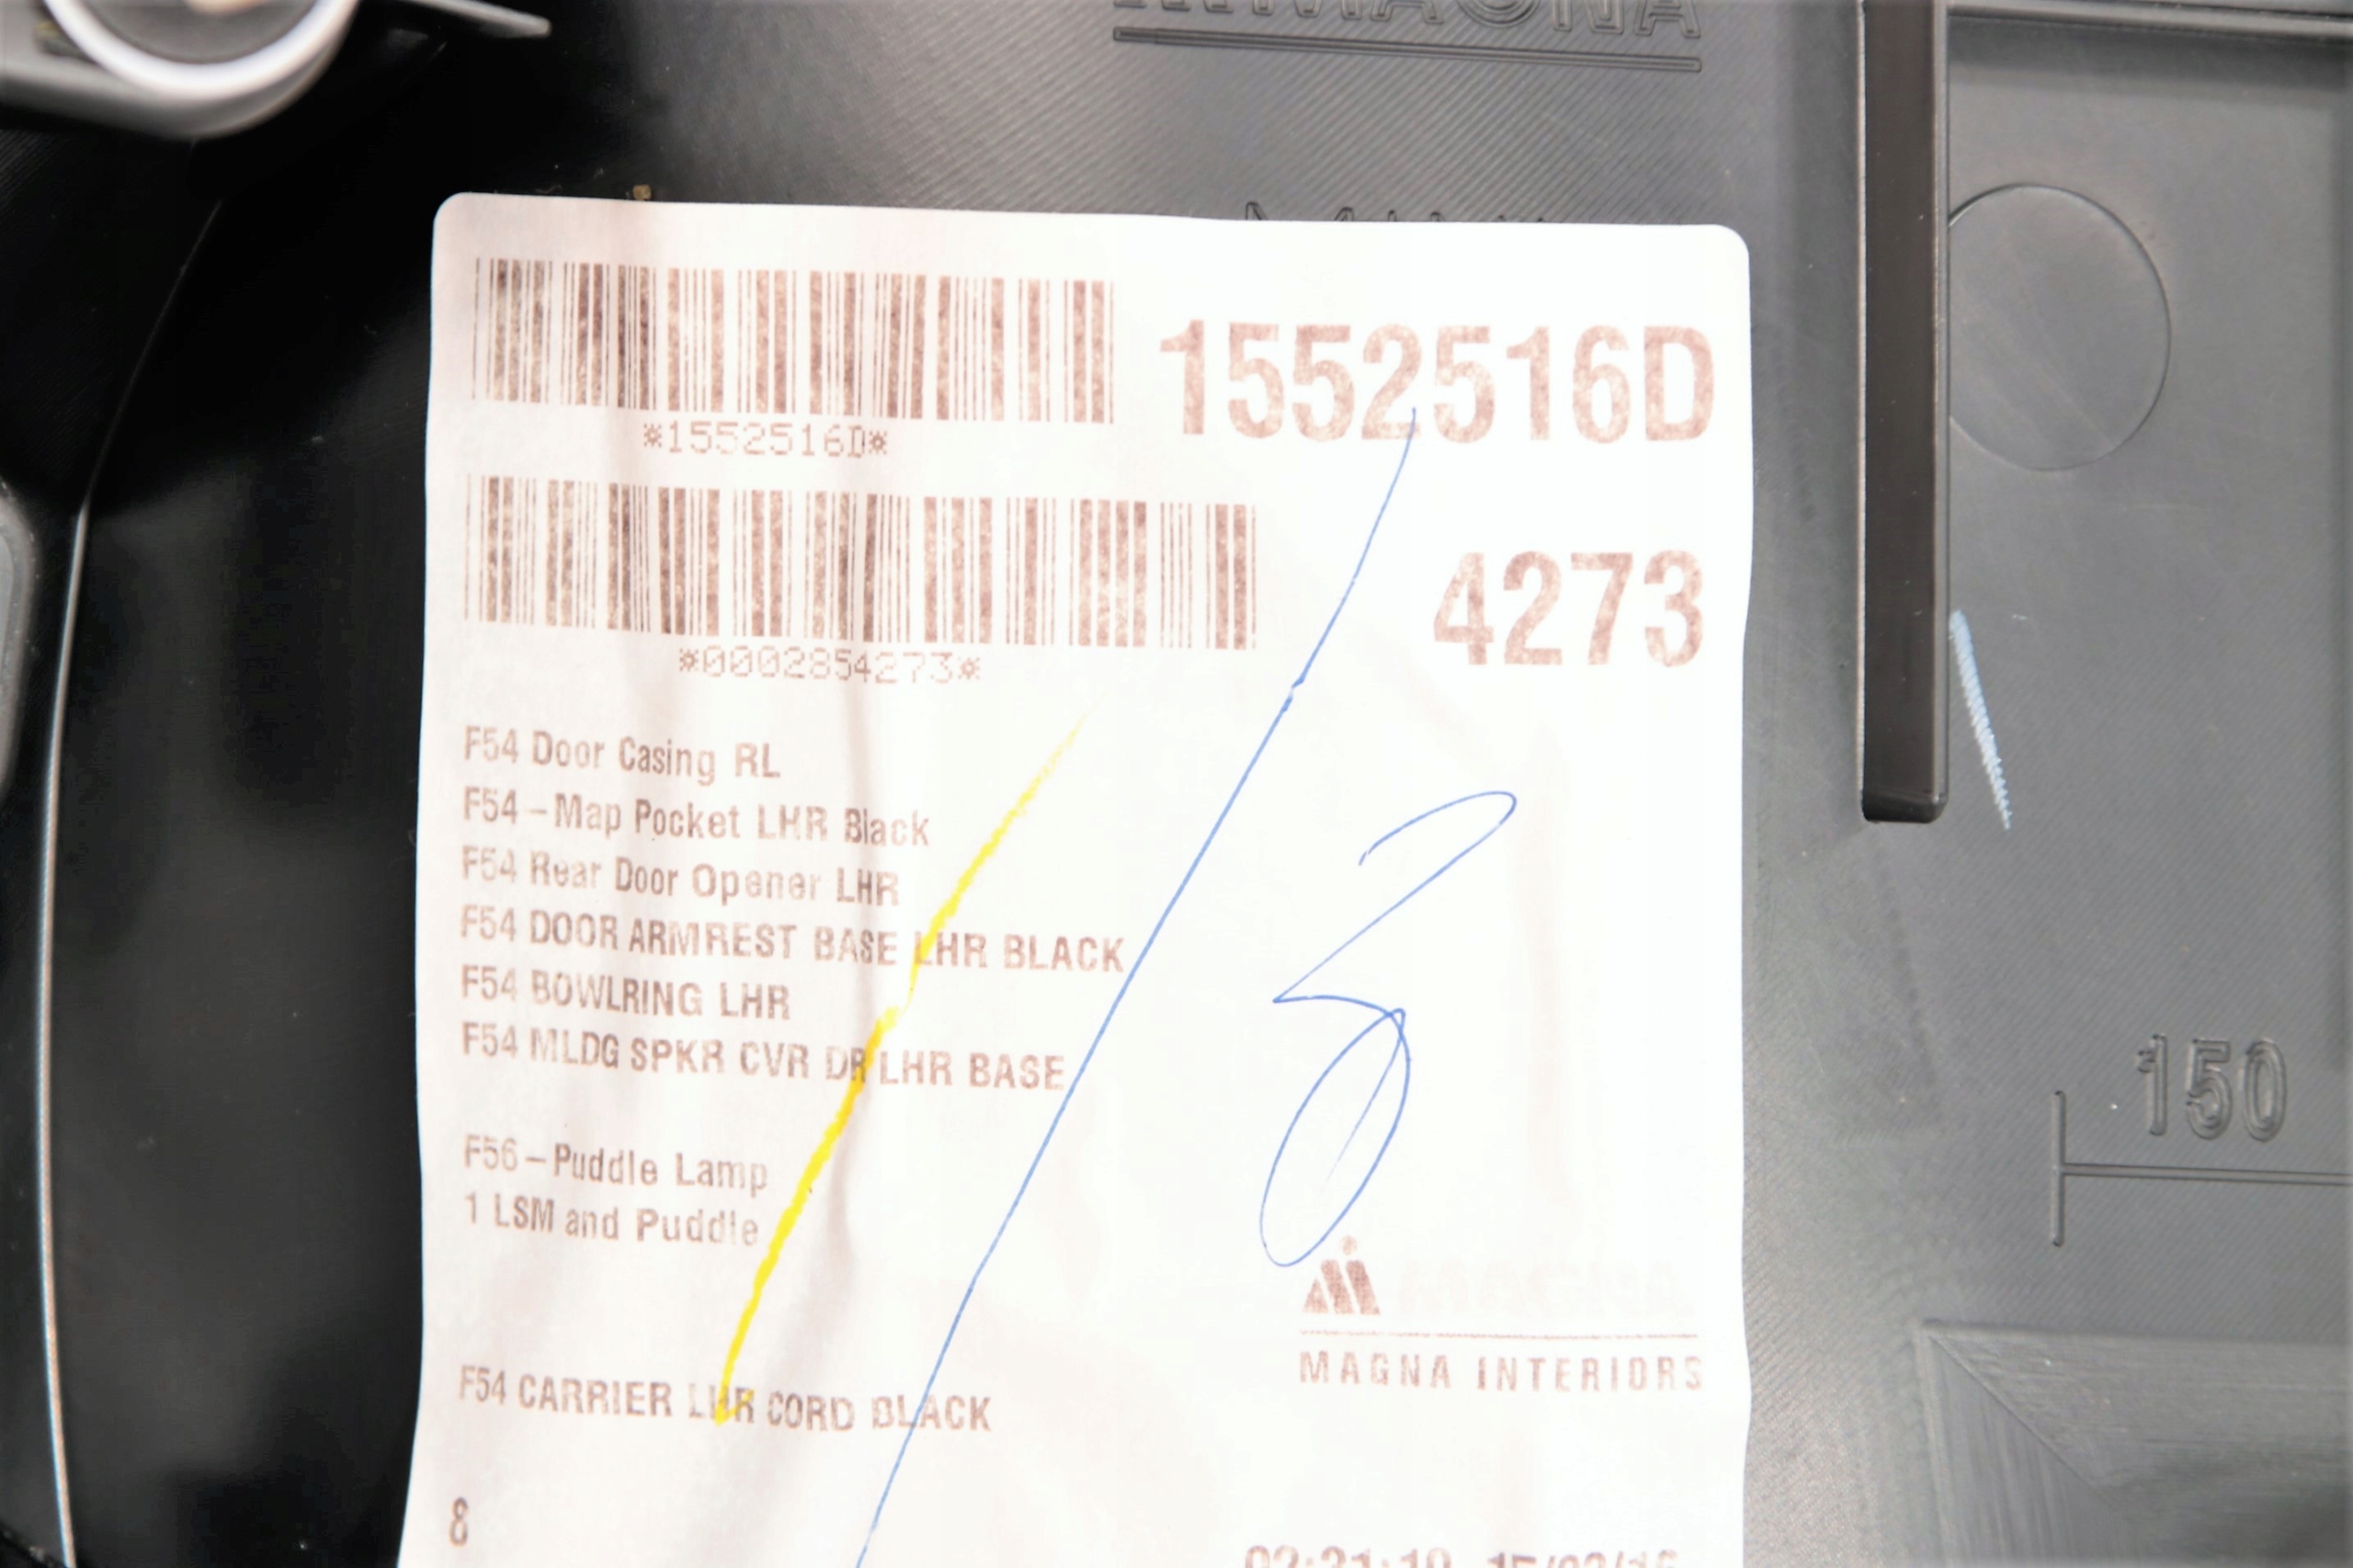 MAGNA
1552516D
*1552516D*
4273
*0002854273*
F54 Door Casing RL
F54-Map Pocket LHR Black
F54 Rear Door Opener LHR
F54 DOOR ARMREST BASE LHR BLACK
F54 BOWLRING LHR
F54 MLDG SPKR CVR DR LHR BASE
F56-Puddle Lamp
1 LSM and Puddle
MAGNA INTERIORS
F54 CARRIER LHR CORD BLACK
8
150